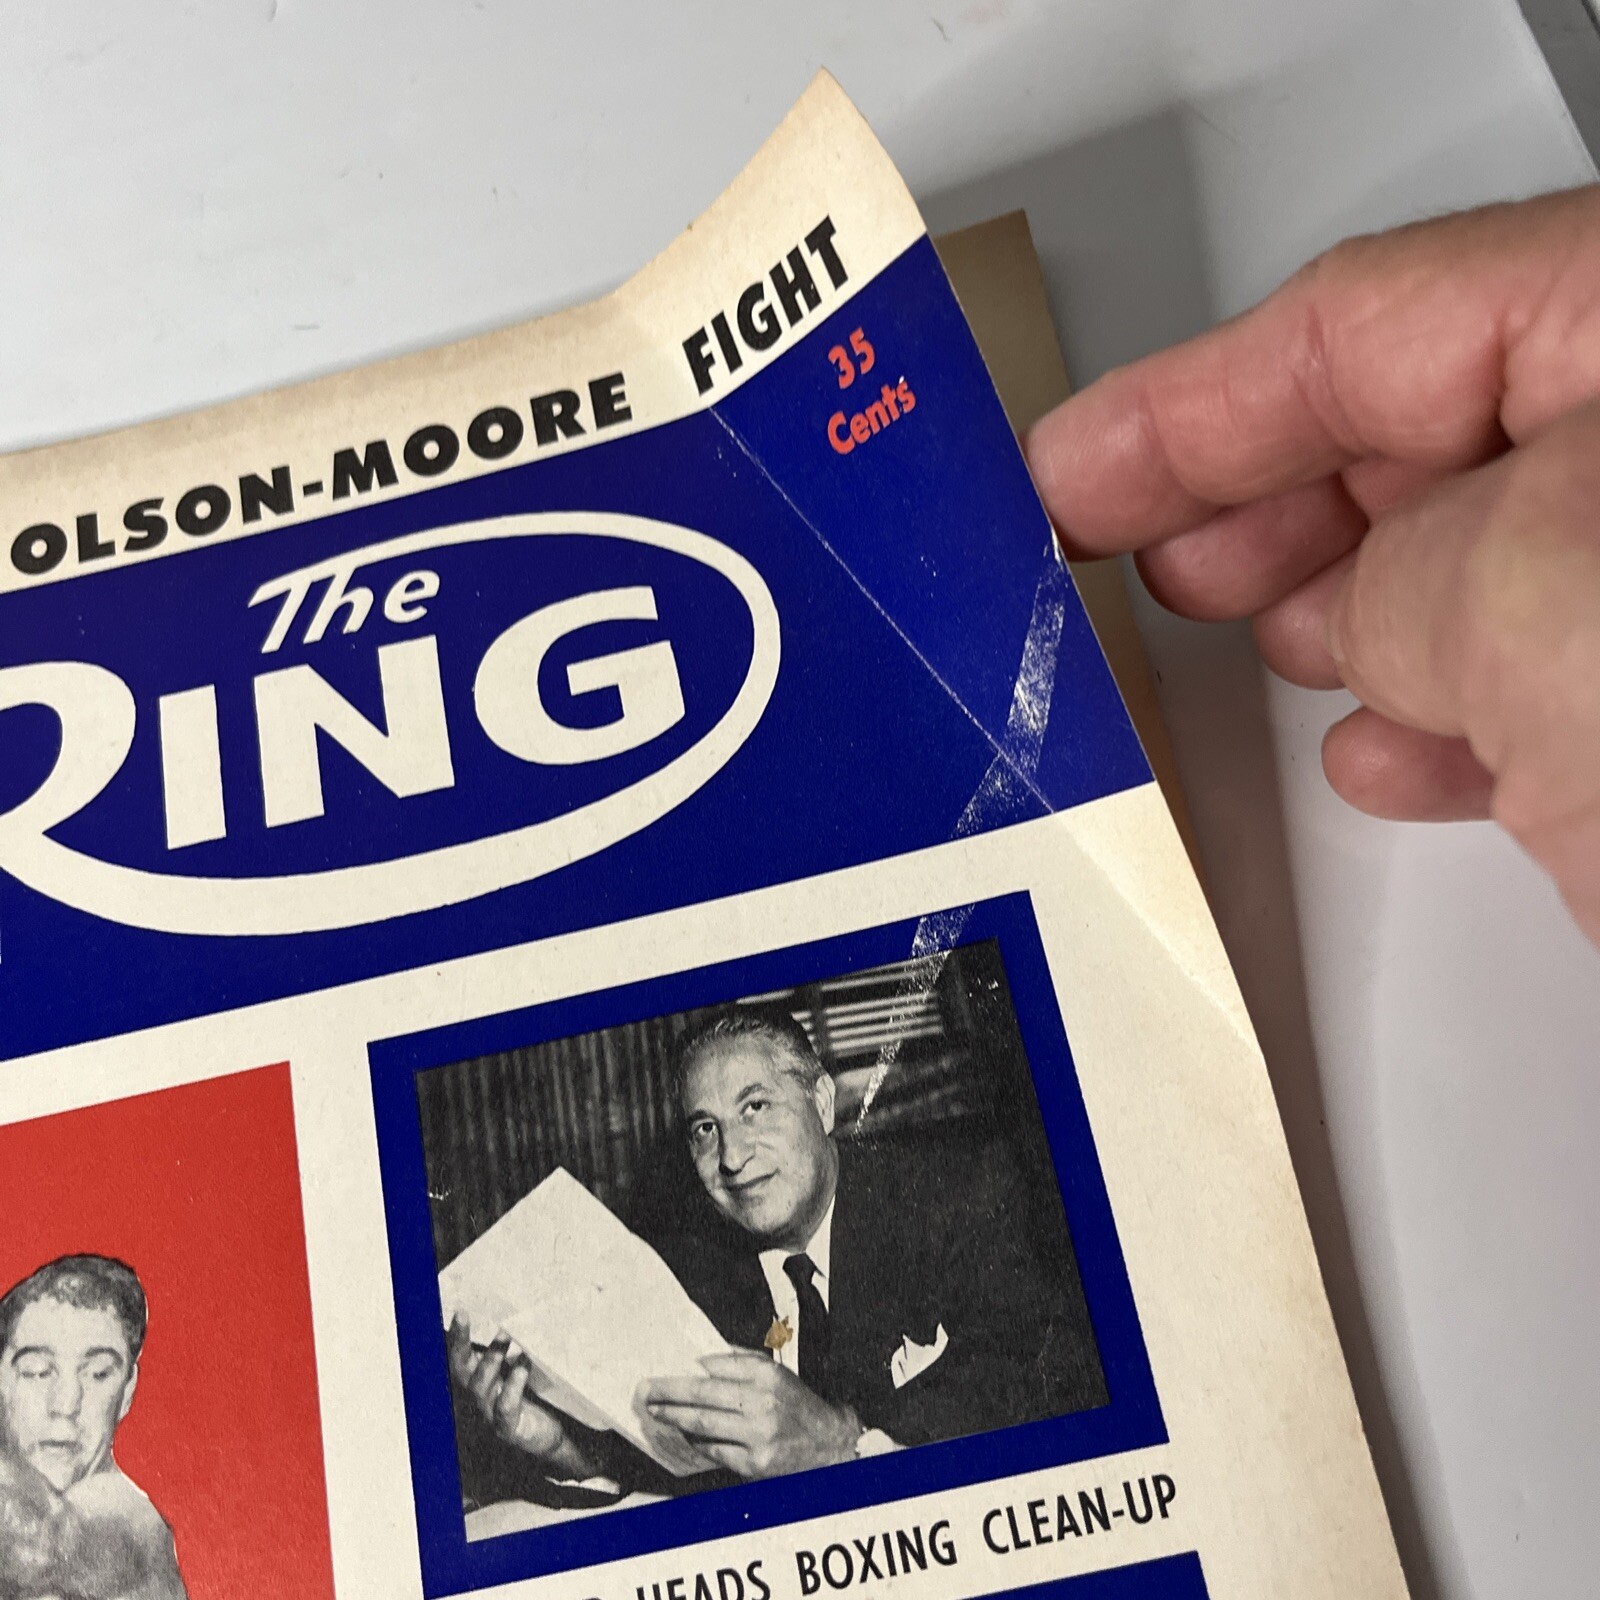 OLSON-MOORE FIGHT
35
Cents
The
RING
HEADS BOXING CLEAN-UP